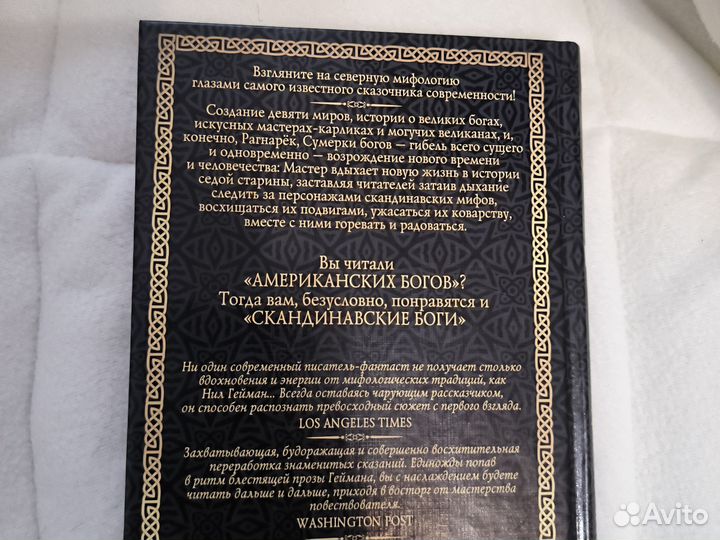 Взгляните на северную мифологию
глазами самого известного сказочника современности!
Создание девяти миров, истории о великих богах,
искусных мастерах-карликах и могучих великанах, и,
конечно, Рагнарёк, Сумерки богов — гибель всего сущего
и одновременно — возрождение нового времени
и человечества: Мастер вдыхает новую жизнь в истории
седой старины, заставляя читателей затаив дыхание
следить за персонажами скандинавских мифов,
восхищаться их подвигами, ужасаться их коварству,
вместе с ними горевать и радоваться.
Вы читали
«АМЕРИКАНСКИХ БОГОВ»?
Тогда вам, безусловно, понравятся и
«СКАНДИНАВСКИЕ БОГИ»
Ни один современный писатель-фантаст не получает столько
вдохновения и энергии от мифологических традиций, как
Нил Гейман... Всегда оставаясь чарующим рассказчиком,
он способен распознать превосходный сюжет с первого взгляда.
LOS ANGELES TIMES
Захватывающая, будоражащая и совершенно восхитительная
переработка знаменитых сказаний. Единожды попав
в ритм блестящей прозы Геймана, вы с наслаждением будете
читать дальше и дальше, приходя в восторг от мастерства
повествователя.
WASHINGTON POST
Avito